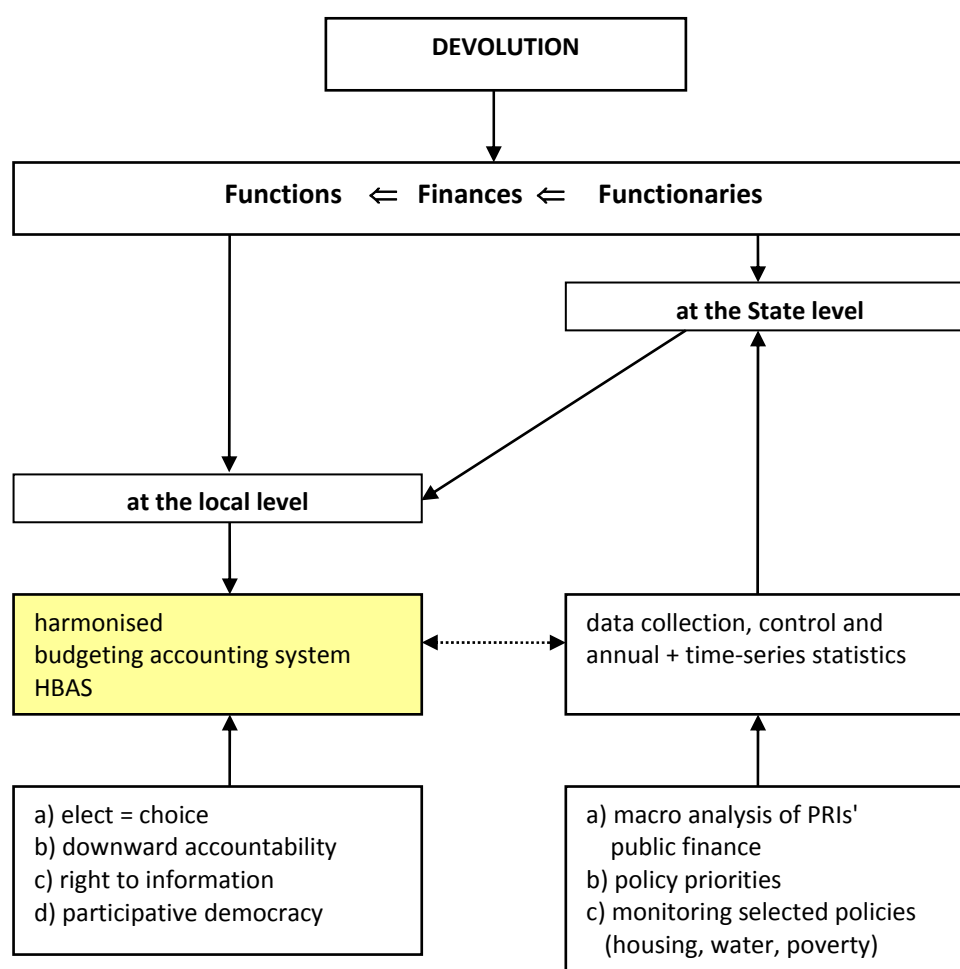 DEVOLUTION
Functions ⇐ Finances ⇐ Functionaries
at the State level
at the local level
harmonised
budgeting accounting system
HBAS
data collection, control and
annual + time-series statistics
a) elect = choice
b) downward accountability
c) right to information
d) participative democracy
a) macro analysis of PRIs'
public finance
b) policy priorities
c) monitoring selected policies
(housing, water, poverty)